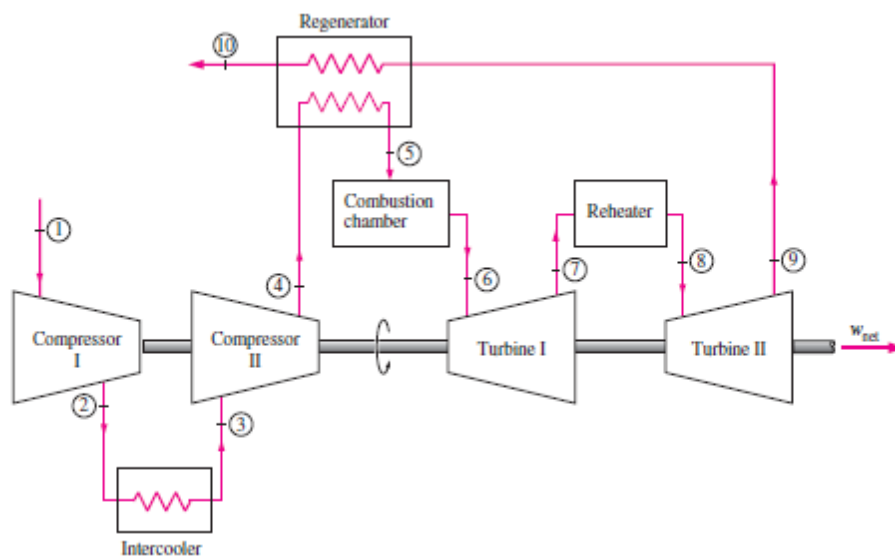 Regenerator
10
5
Combustion
chamber
Reheater
1
4
6
7
8
9
Compressor
I
Compressor
II
Turbine I
Turbine II
wnet
2
3
Intercooler